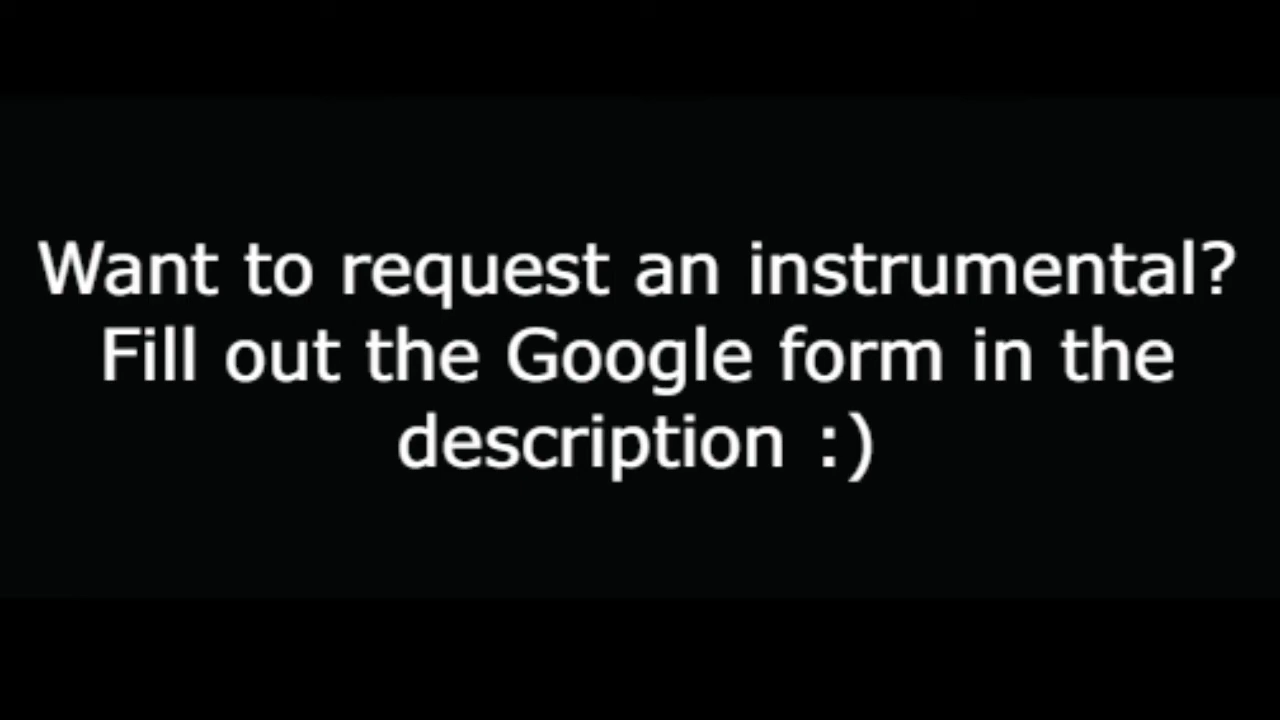 Want to request an instrumental?
Fill out the Google form in the
description :)